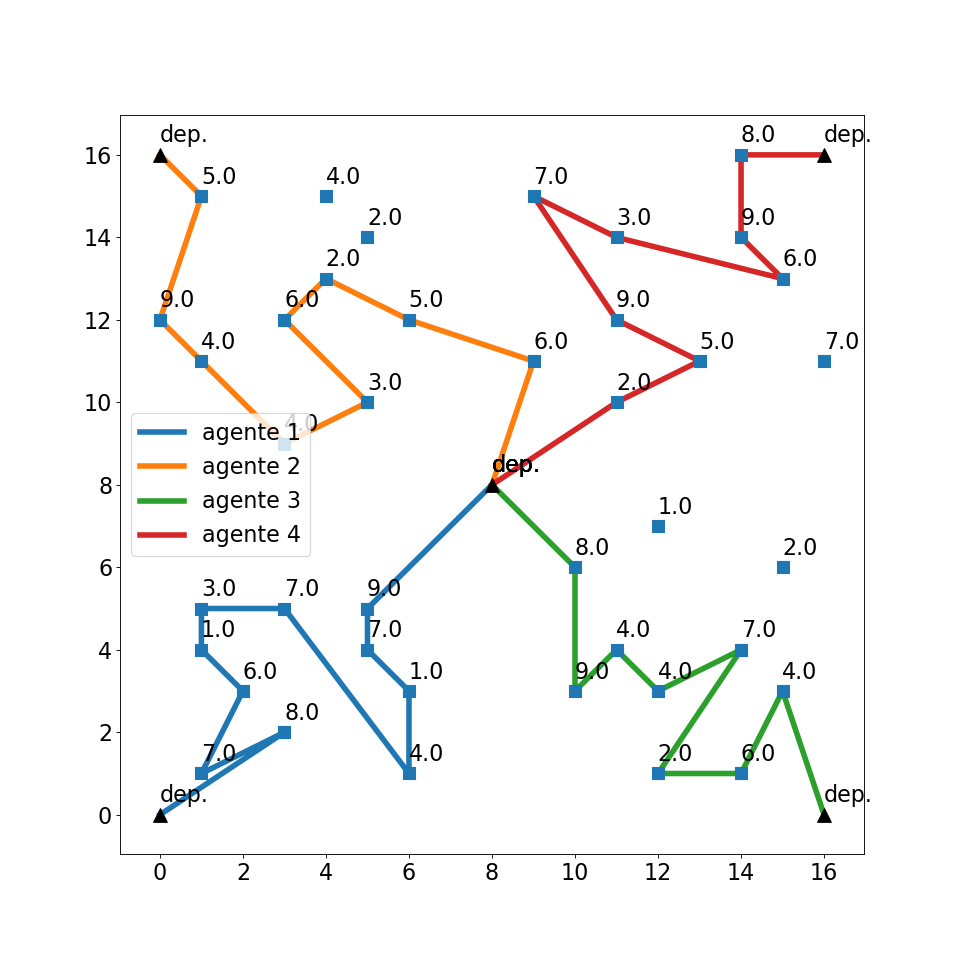 dep. 8.0 dep.
16
5.0 4.0 7.0
2.0 3.0 9.0
14
2.0 6.0
9.0 6.0 5.0 9.0
12
4.0 6.0 5.0 7.0
3.0 2.0
10
4.0
agente 1
agente 2
agente 3
agente 4
dep.
8
1.0
8.0 2.0
6
3.0 7.0 9.0
1.0 7.0 4.0 7.0
4
6.0 1.0 9.0 4.0 4.0
8.0
2
7.0 4.0 2.0 6.0
dep. dep.
0
0 2 4 6 8 10 12 14 16